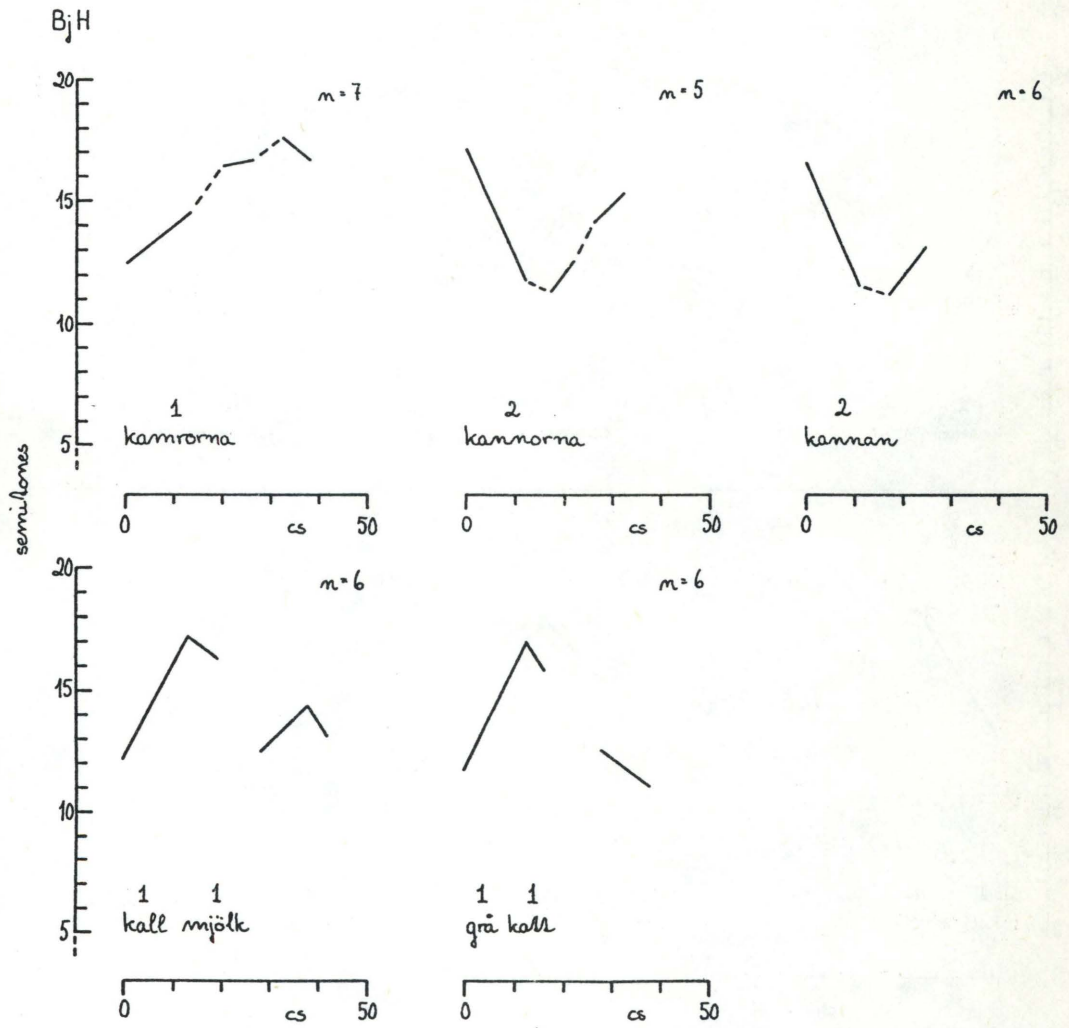 BjH
20
n=7
n=5
n=6
15
10
1
2
2
kamrorna
kannorna
kannan
5
semitones
0 cs 50
0 cs 50
0 cs 50
20
n=6
n=6
15
10
1 1
1 1
kall mjölk
grå katt
5
0 cs 50
0 cs 50